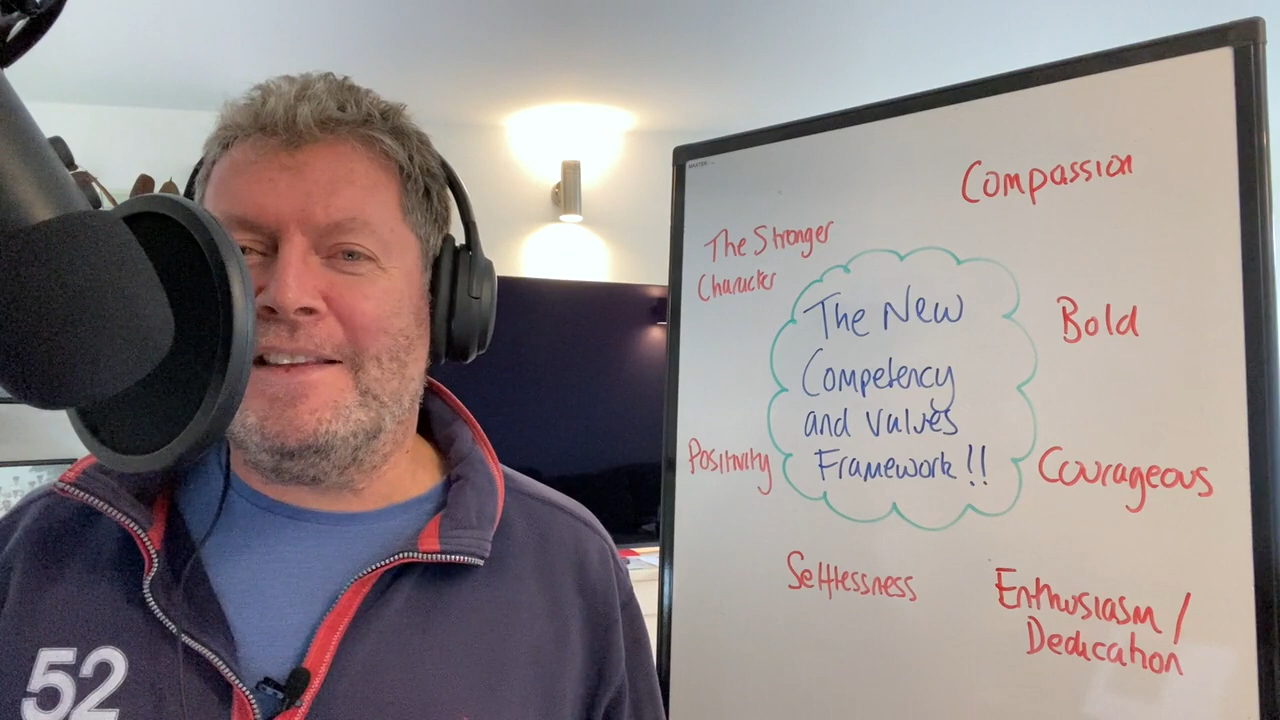 Compassion
The Stronger
Character
The New
Competency
and Values
Framework !!
Bold
Positivity
Courageous
Selflessness
Enthusiasm /
Dedication
52